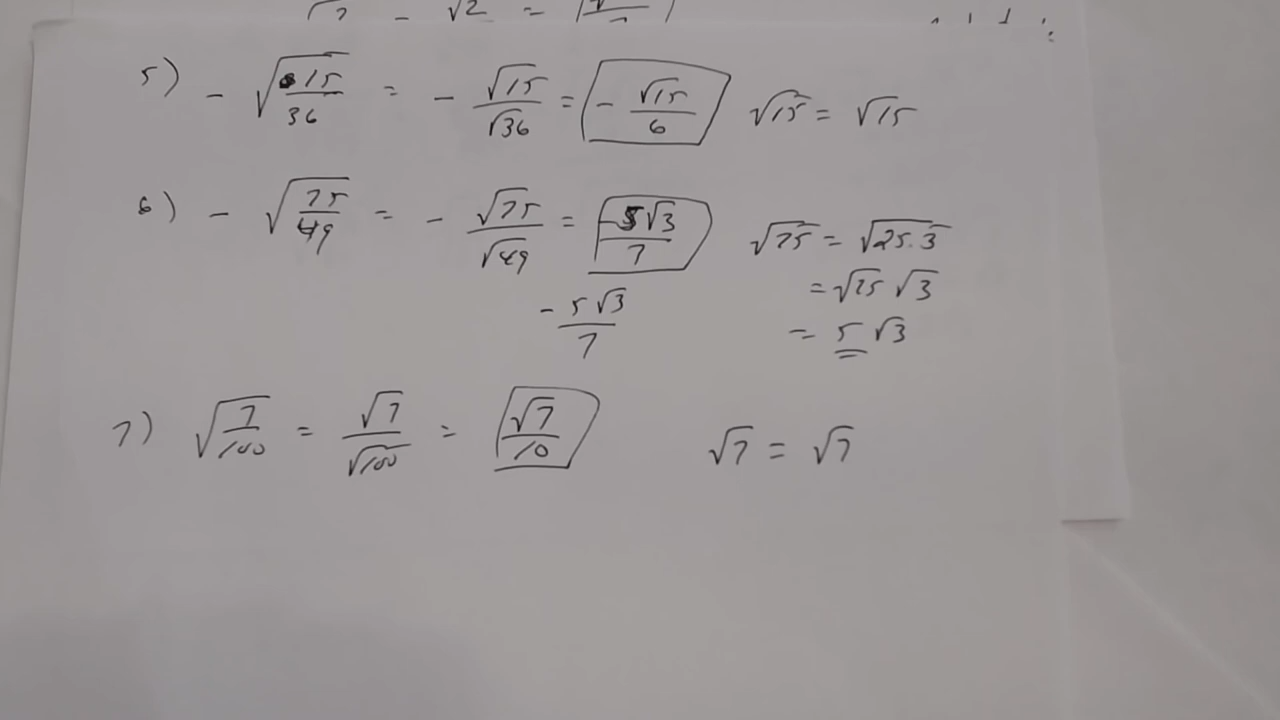 5) - √(15/36) = - √15/√36 = - √15/6 √15 = √15
6) - √(75/49) = - √75/√49 = -5√3/7 √75 = √25·3
= √25 √3
- 5√3/7
= 5 √3
7) √(7/100) = √7/√100 = √7/10 √7 = √7